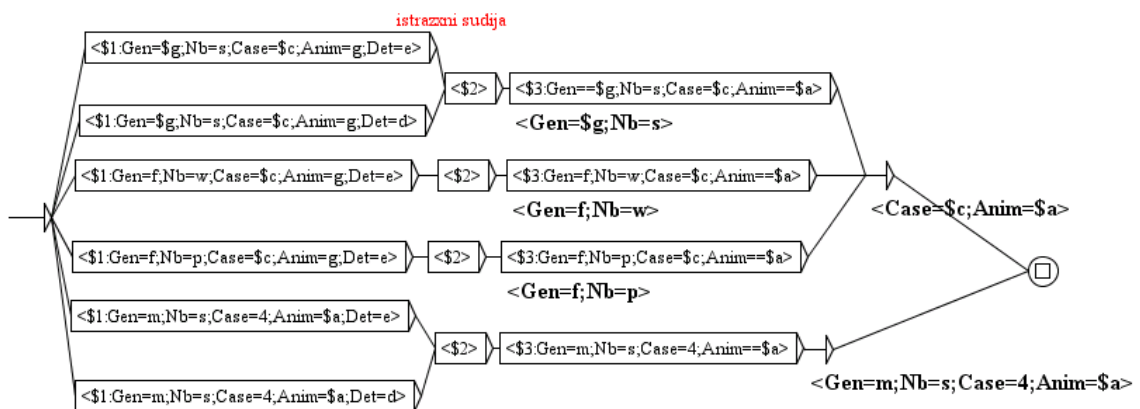 istrazxni sudija
<$1:Gen=$g;Nb=s;Case=$c;Anim=g;Det=e>
<$2>
<$3:Gen==$g;Nb=s;Case=$c;Anim==$a>
<$1:Gen=$g;Nb=s;Case=$c;Anim=g;Det=d>
<Gen=$g;Nb=s>
<$1:Gen=f;Nb=w;Case=$c;Anim=g;Det=e>
<$2>
<$3:Gen=f;Nb=w;Case=$c;Anim==$a>
<Gen=f;Nb=w>
<Case=$c;Anim=$a>
<$1:Gen=f;Nb=p;Case=$c;Anim=g;Det=e>
<$2>
<$3:Gen=f;Nb=p;Case=$c;Anim==$a>
<Gen=f;Nb=p>
<$1:Gen=m;Nb=s;Case=4;Anim=$a;Det=e>
<$2>
<$3:Gen=m;Nb=s;Case=4;Anim==$a>
<Gen=m;Nb=s;Case=4;Anim=$a>
<$1:Gen=m;Nb=s;Case=4;Anim=$a;Det=d>